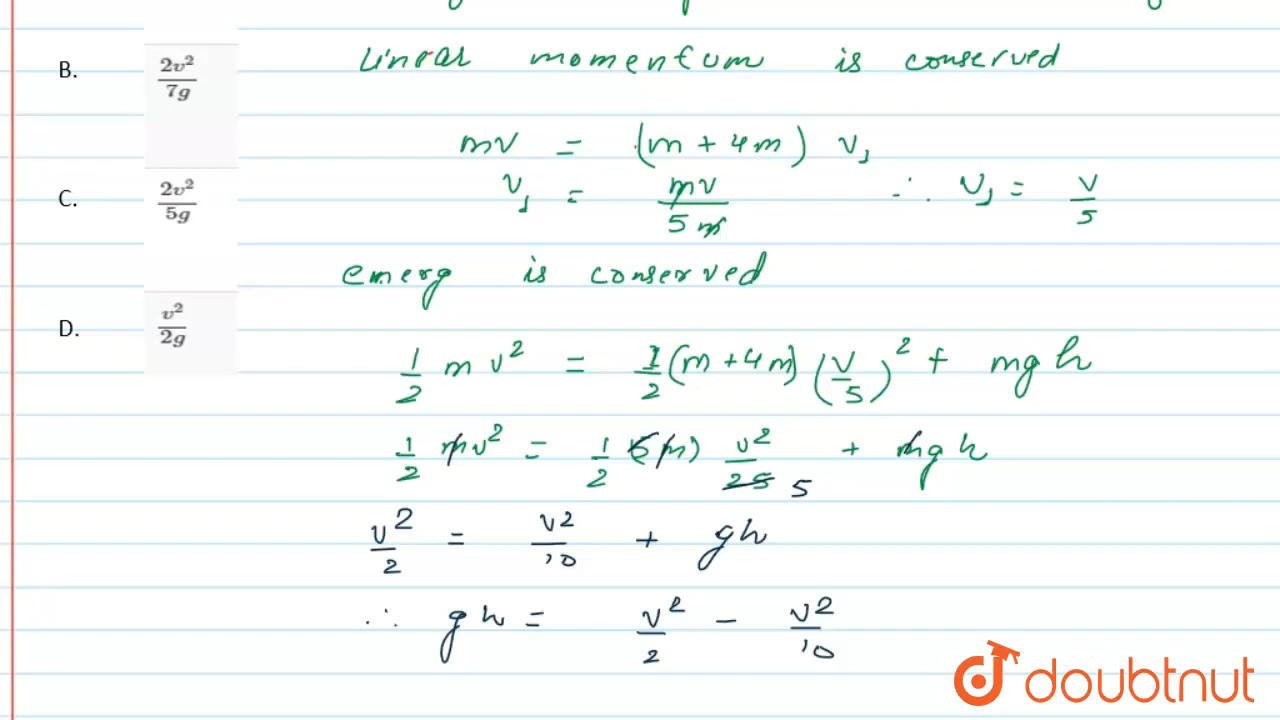 B. 2v²/7g
linear momentum is conserved
mv = (m + 4m) v₁
C. 2v²/5g
v₁ = mv/5m ∴ v₁ = v/5
emerg is conserved
D. v²/2g
1/2 m v² = 1/2 (m + 4m) (v/5)² + mgh
1/2 mv² = 1/2 (5m) v²/25 5 + mgh
v²/2 = v²/10 + gh
∴ gh = v²/2 - v²/10
doubtnut